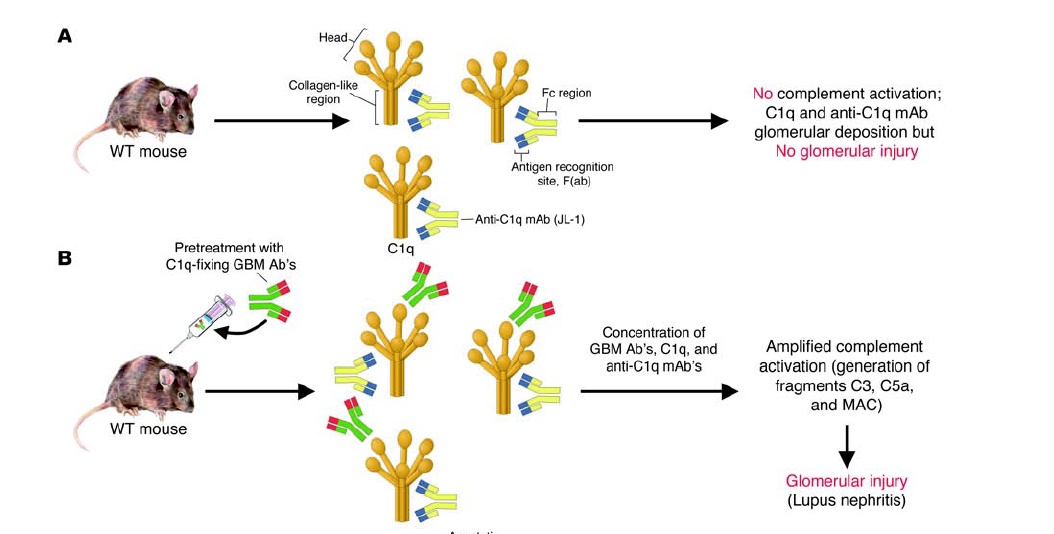 A
Head
Collagen-like
region
Fc region
Antigen recognition
site, F(ab)
Anti-C1q mAb (JL-1)
C1q
WT mouse
No complement activation;
C1q and anti-C1q mAb
glomerular deposition but
No glomerular injury
B
Pretreatment with
C1q-fixing GBM Ab's
WT mouse
Concentration of
GBM Ab's, C1q, and
anti-C1q mAb's
Amplified complement
activation (generation of
fragments C3, C5a,
and MAC)
Glomerular injury
(Lupus nephritis)